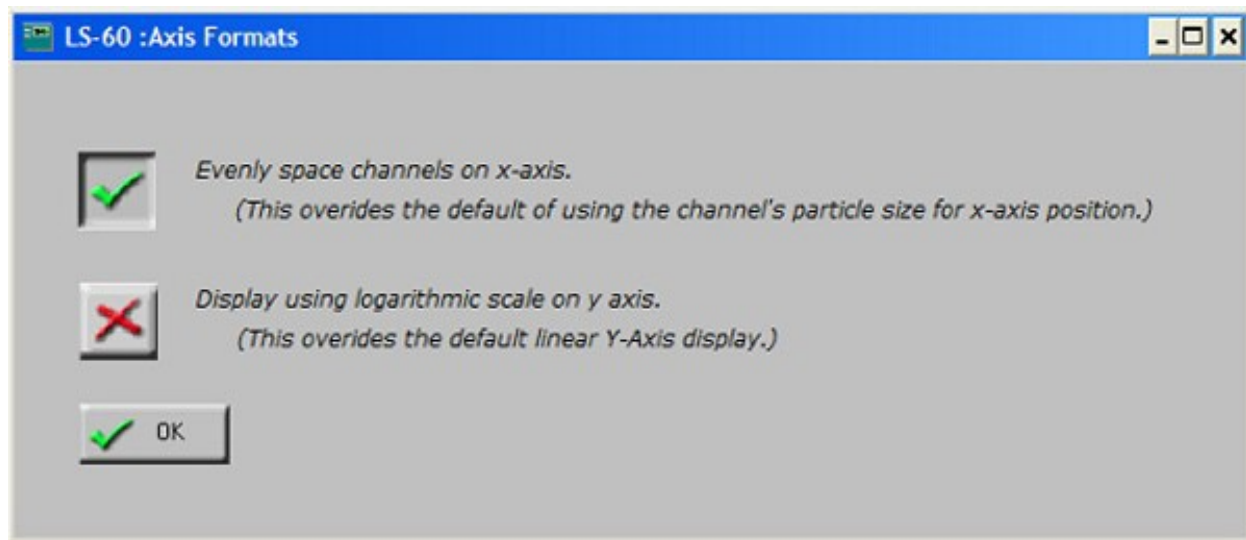 LS-60 :Axis Formats
Evenly space channels on x-axis.
(This overides the default of using the channel's particle size for x-axis position.)
Display using logarithmic scale on y axis.
(This overides the default linear Y-Axis display.)
OK